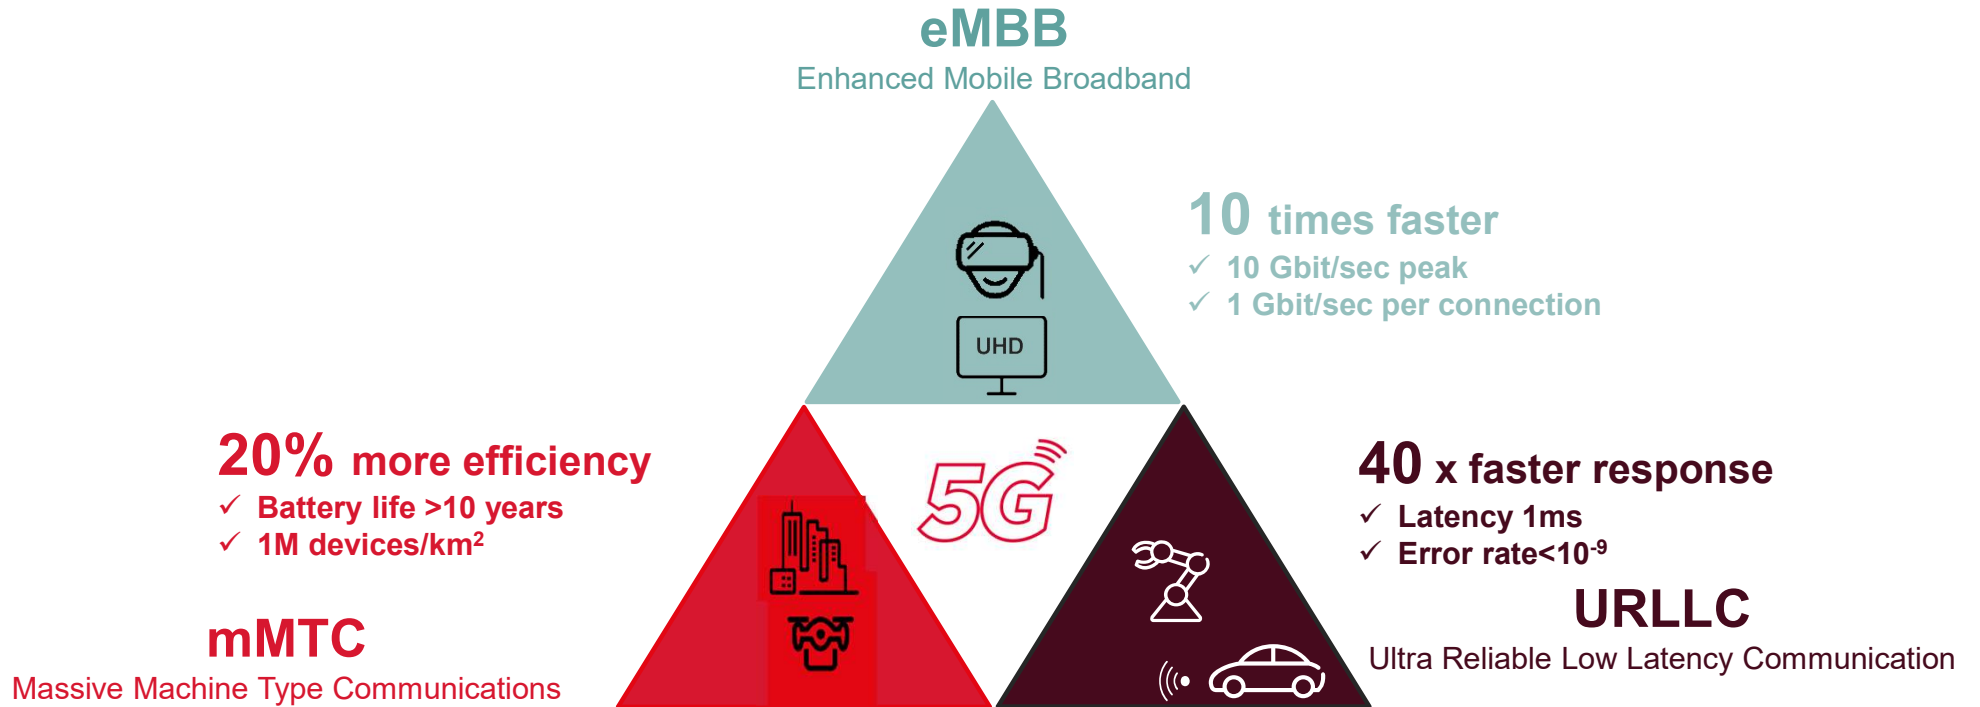 eMBB
Enhanced Mobile Broadband
10 times faster
✓ 10 Gbit/sec peak
✓ 1 Gbit/sec per connection
UHD
20% more efficiency
✓ Battery life >10 years
✓ 1M devices/km²
5G
40 x faster response
✓ Latency 1ms
✓ Error rate<10⁻⁹
mMTC
Massive Machine Type Communications
URLLC
Ultra Reliable Low Latency Communication